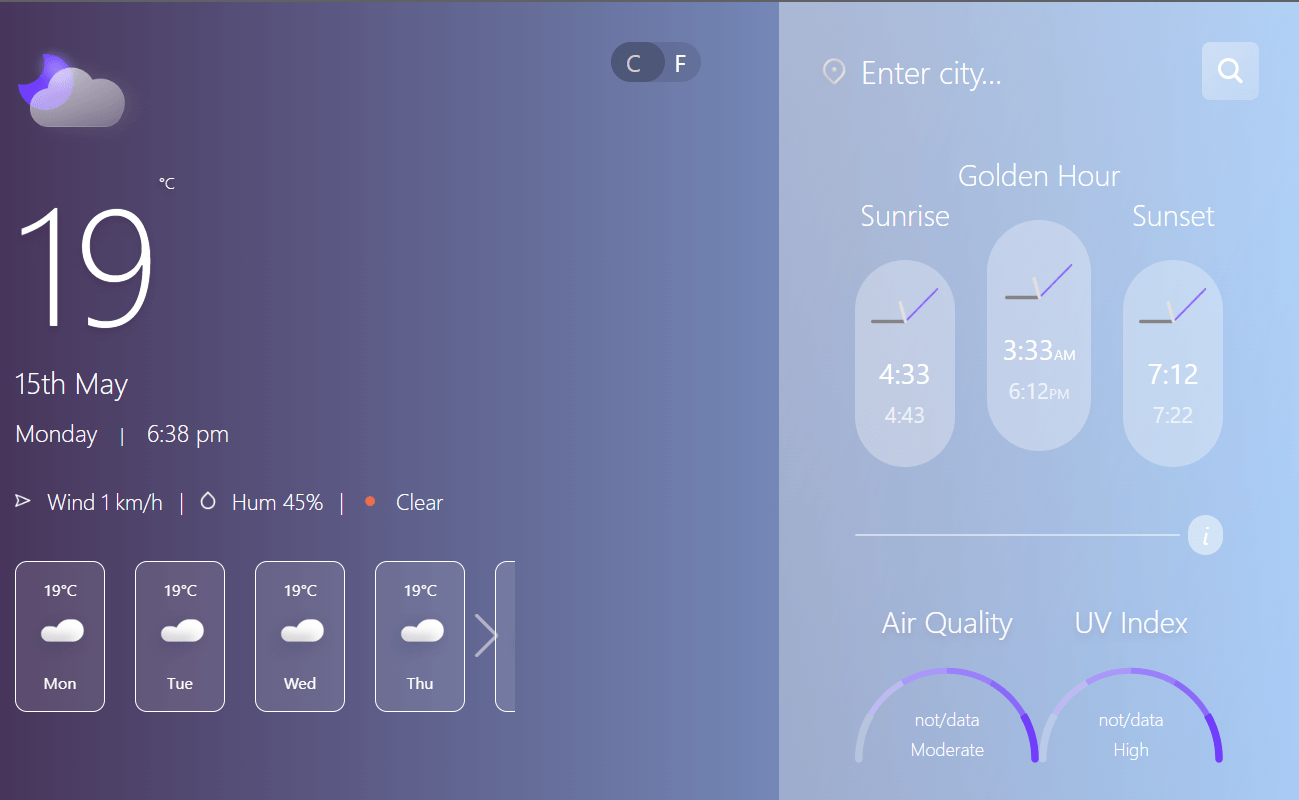 C F
°C
19
15th May
Monday | 6:38 pm
Wind 1 km/h | Hum 45% | Clear
19°C 19°C 19°C 19°C
Mon Tue Wed Thu
Enter city...
Golden Hour
Sunrise
Sunset
4:33
4:43
3:33AM
6:12PM
7:12
7:22
i
Air Quality
not/data
Moderate
UV Index
not/data
High